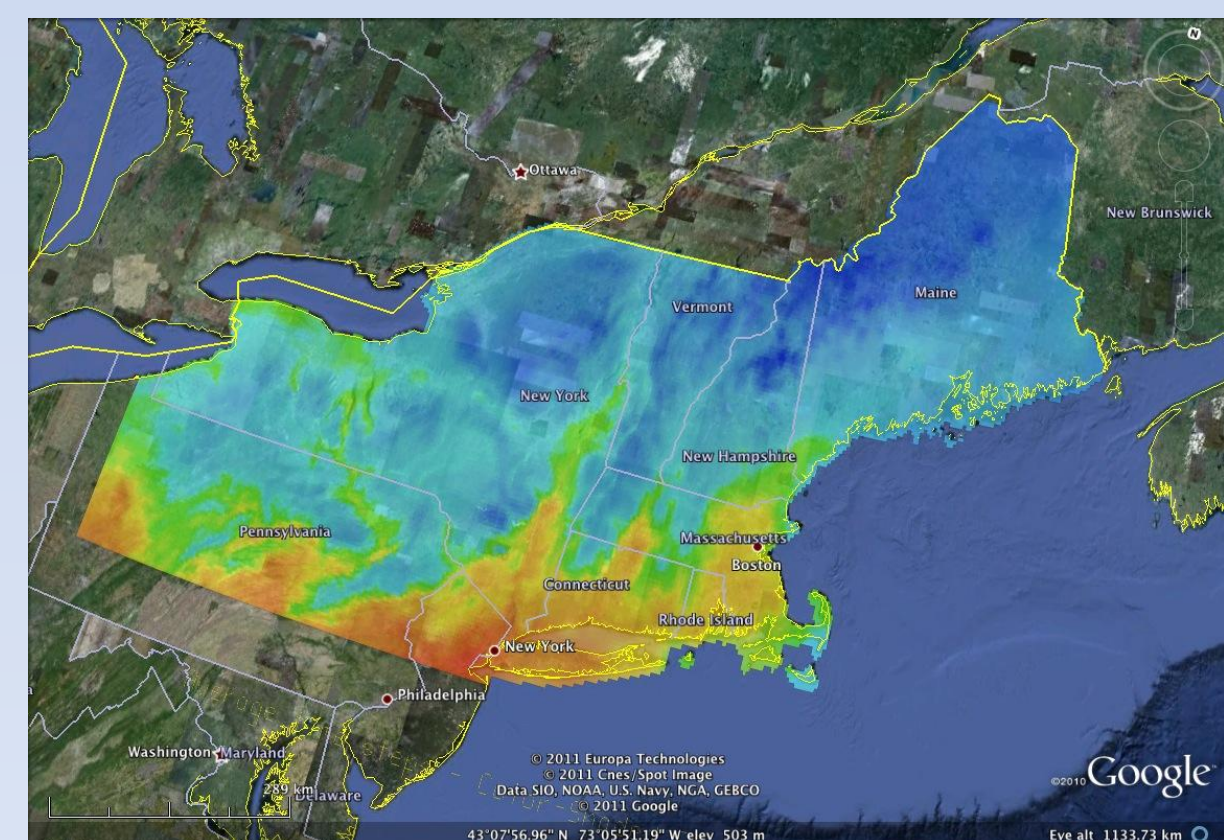 N
Ottawa
New Brunswick
Maine
Vermont
New York
New Hampshire
Pennsylvania
Massachusetts
Boston
Connecticut
Rhode Island
New York
Philadelphia
Washington
Maryland
Delaware
289 km
© 2011 Europa Technologies
© 2011 Cnes/Spot Image
Data SIO, NOAA, U.S. Navy, NGA, GEBCO
© 2011 Google
©2010 Google
43°07'56.96" N 73°05'51.19" W elev 503 m
Eye alt 1133.73 km